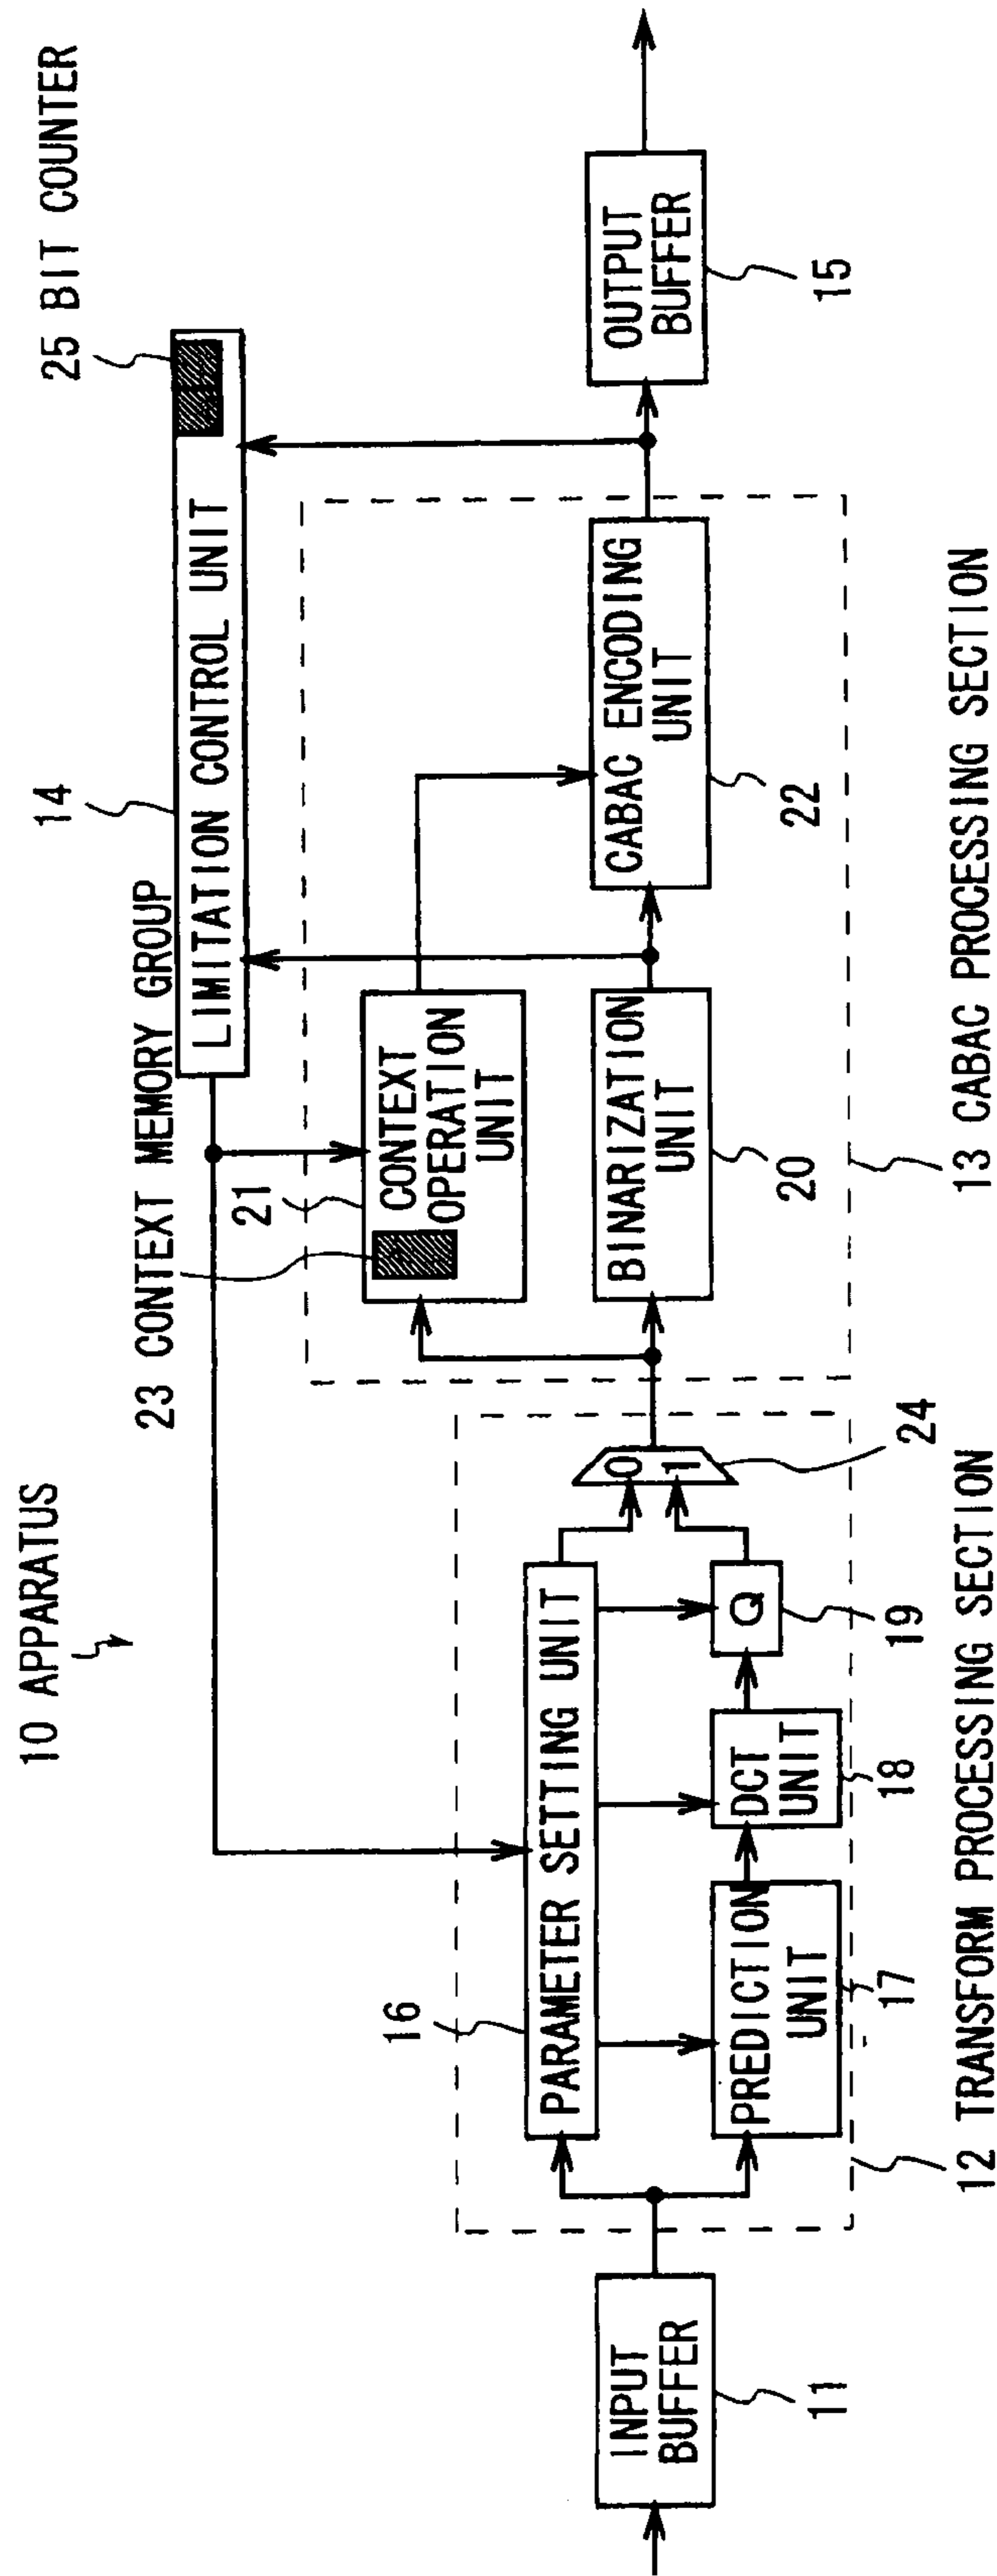 10 APPARATUS
25 BIT COUNTER
14
LIMITATION CONTROL UNIT
23 CONTEXT MEMORY GROUP
21
CONTEXT
OPERATION
UNIT
16
PARAMETER SETTING UNIT
0
1
24
INPUT
BUFFER
11
PREDICTION
UNIT
17
DCT
UNIT
18
Q
19
BINARIZATION
UNIT
20
CABAC ENCODING
UNIT
22
OUTPUT
BUFFER
15
12 TRANSFORM PROCESSING SECTION
13 CABAC PROCESSING SECTION